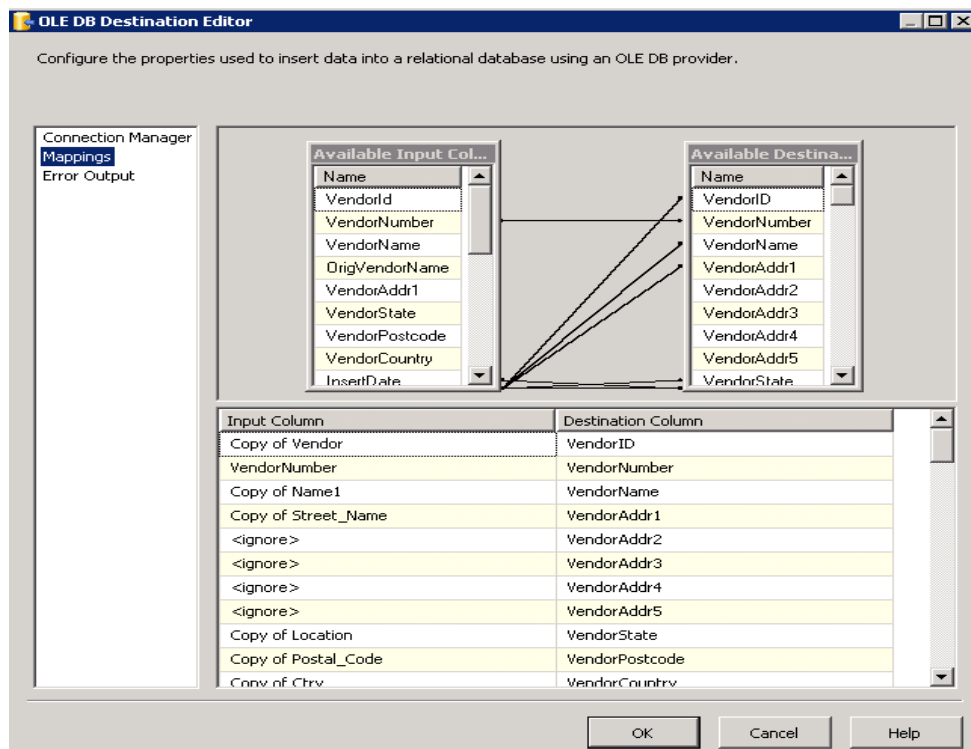 OLE DB Destination Editor
Configure the properties used to insert data into a relational database using an OLE DB provider.
Connection Manager
Mappings
Error Output
Available Input Col...
Name
VendorId
VendorNumber
VendorName
OrigVendorName
VendorAddr1
VendorState
VendorPostcode
VendorCountry
InsertDate
Available Destina...
Name
VendorID
VendorNumber
VendorName
VendorAddr1
VendorAddr2
VendorAddr3
VendorAddr4
VendorAddr5
VendorState
Input Column Destination Column
Copy of Vendor VendorID
VendorNumber VendorNumber
Copy of Name1 VendorName
Copy of Street_Name VendorAddr1
<ignore> VendorAddr2
<ignore> VendorAddr3
<ignore> VendorAddr4
<ignore> VendorAddr5
Copy of Location VendorState
Copy of Postal_Code VendorPostcode
Copy of Ctry VendorCountry
OK Cancel Help